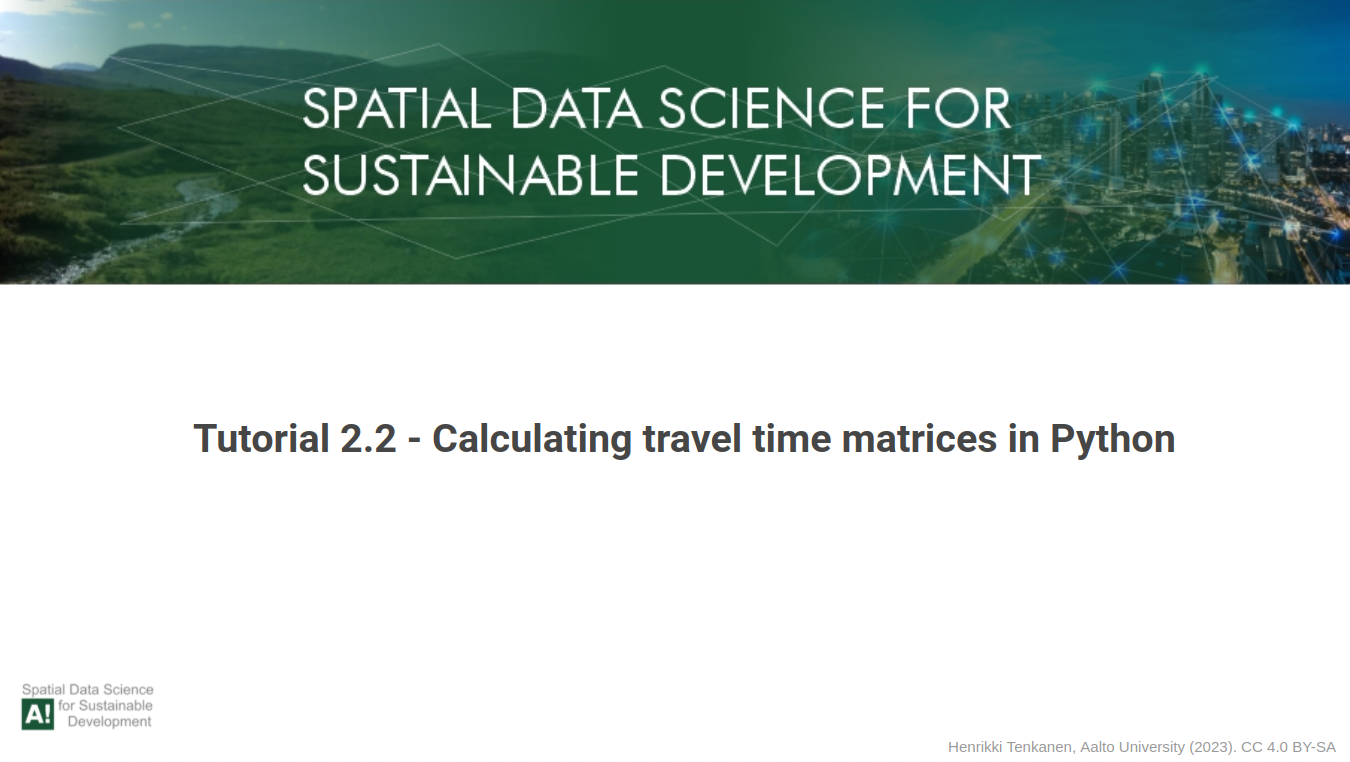 SPATIAL DATA SCIENCE FOR
SUSTAINABLE DEVELOPMENT
Tutorial 2.2 - Calculating travel time matrices in Python
Spatial Data Science
A! for Sustainable
Development
Henrikki Tenkanen, Aalto University (2023). CC 4.0 BY-SA